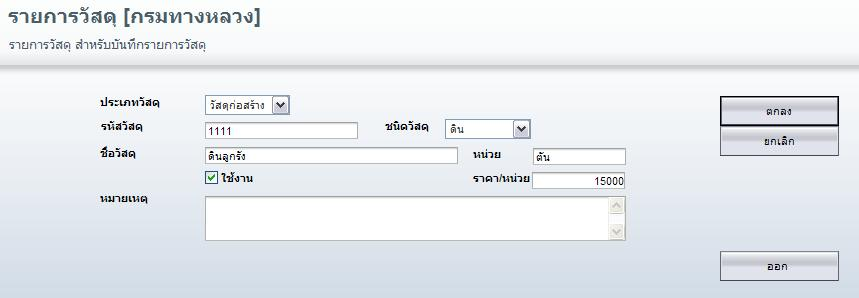 รายการวัสดุ [กรมทางหลวง]
รายการวัสดุ สำหรับบันทึกรายการวัสดุ
ประเภทวัสดุ วัสดุก่อสร้าง
รหัสวัสดุ 1111 ชนิดวัสดุ ดิน
ชื่อวัสดุ ดินลูกรัง หน่วย ตัน
ใช้งาน ราคา/หน่วย 15000
หมายเหตุ
ตกลง
ยกเลิก
ออก